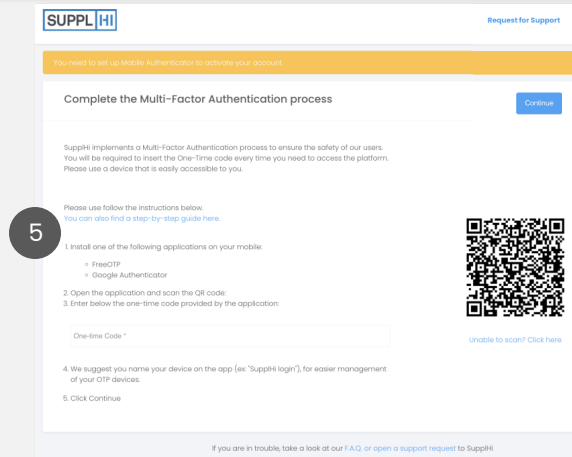 SUPPLHI
Request for Support
You need to set up Mobile Authenticator to activate your account.
Complete the Multi-Factor Authentication process
Continue
SupplHi implements a Multi-Factor Authentication process to ensure the safety of our users.
You will be required to insert the One-Time code every time you need to access the platform.
Please use a device that is easily accessible to you.
Please use follow the instructions below.
You can also find a step-by-step guide here.
5
1. Install one of the following applications on your mobile:
FreeOTP
Google Authenticator
2. Open the application and scan the QR code:
3. Enter below the one-time code provided by the application:
One-time Code *
Unable to scan? Click here
4. We suggest you name your device on the app (ex: "SupplHi login"), for easier management
of your OTP devices.
5. Click Continue
If you are in trouble, take a look at our F.A.Q. or open a support request to SupplHi